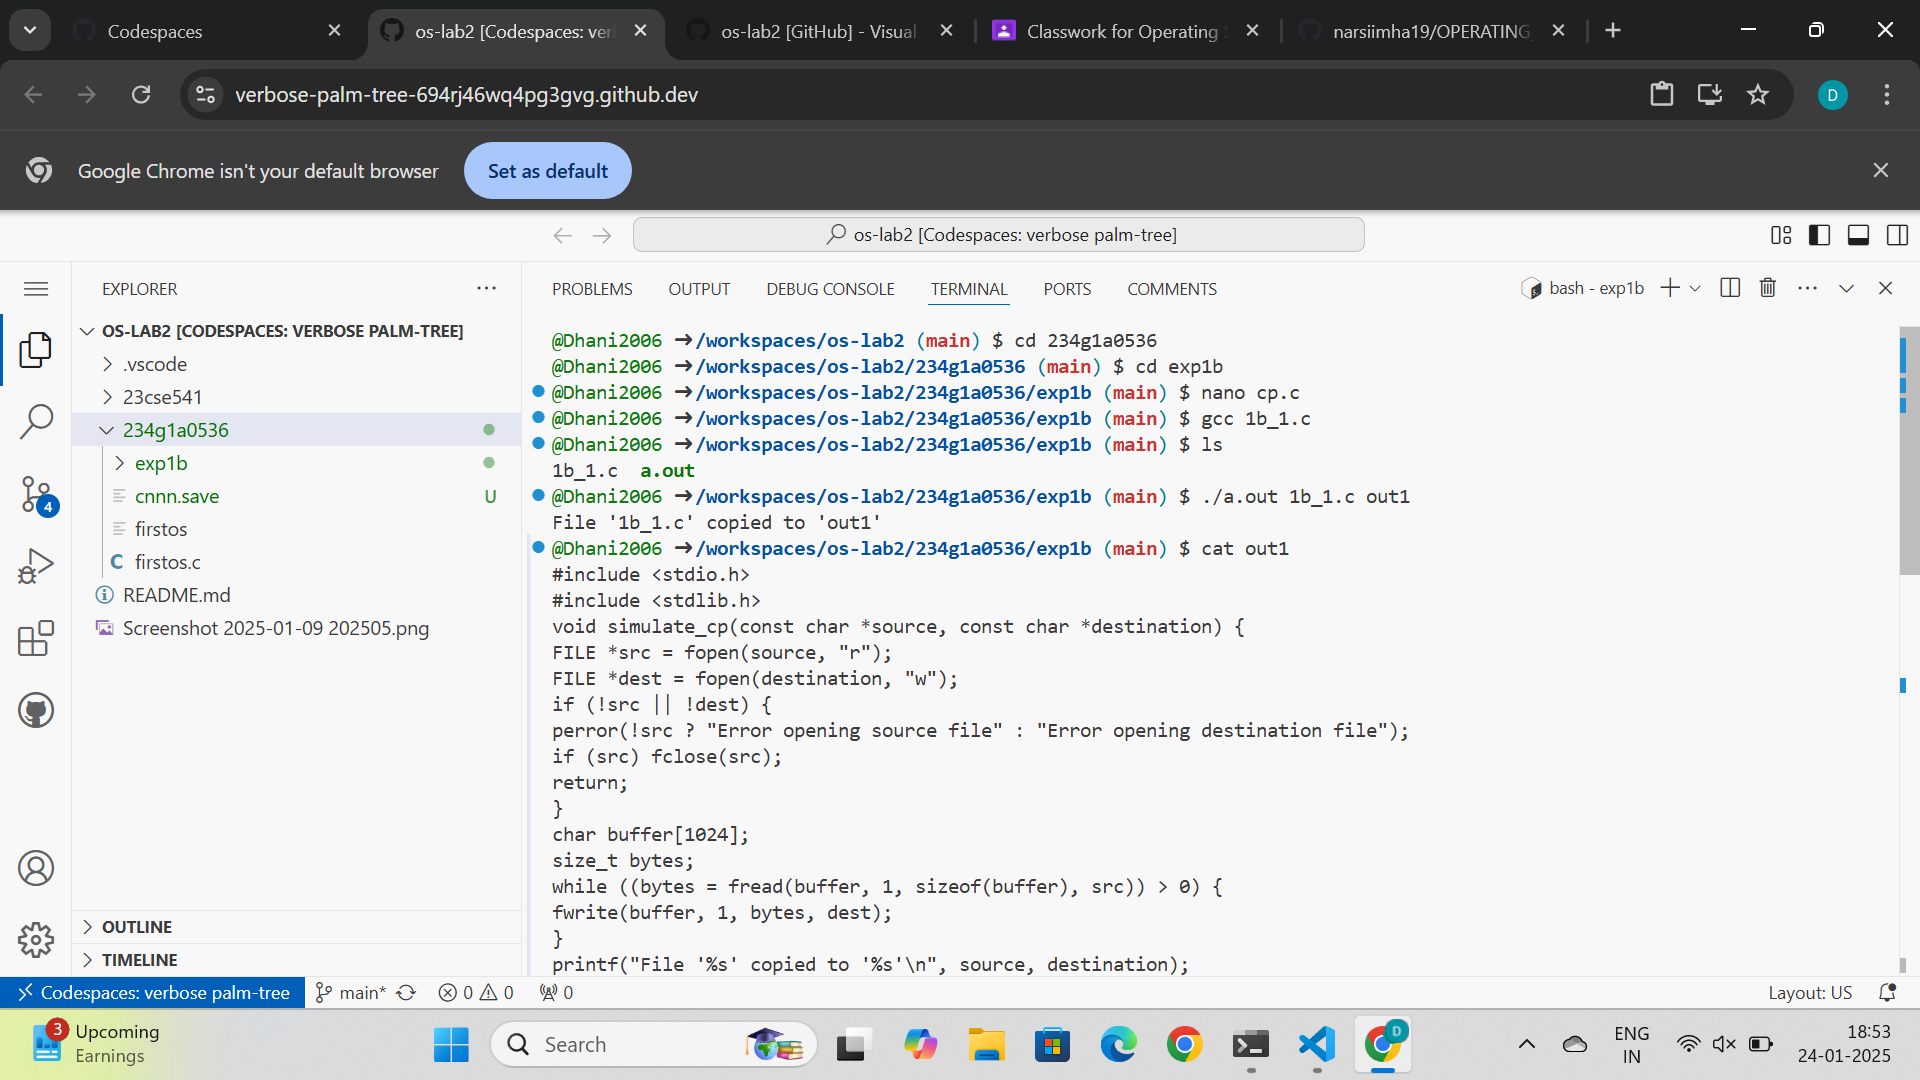 Codespaces
os-lab2 [Codespaces: ver
os-lab2 [GitHub] - Visual
Classwork for Operating S
narsiimha19/OPERATING_
verbose-palm-tree-694rj46wq4pg3gvg.github.dev
D
Google Chrome isn't your default browser
Set as default
os-lab2 [Codespaces: verbose palm-tree]
EXPLORER
PROBLEMS
OUTPUT
DEBUG CONSOLE
TERMINAL
PORTS
COMMENTS
bash - exp1b
OS-LAB2 [CODESPACES: VERBOSE PALM-TREE]
.vscode
23cse541
234g1a0536
exp1b
cnnn.save U
firstos
C firstos.c
README.md
Screenshot 2025-01-09 202505.png
4
OUTLINE
TIMELINE
@Dhani2006 ➜/workspaces/os-lab2 (main) $ cd 234g1a0536
@Dhani2006 ➜/workspaces/os-lab2/234g1a0536 (main) $ cd exp1b
@Dhani2006 ➜/workspaces/os-lab2/234g1a0536/exp1b (main) $ nano cp.c
@Dhani2006 ➜/workspaces/os-lab2/234g1a0536/exp1b (main) $ gcc 1b_1.c
@Dhani2006 ➜/workspaces/os-lab2/234g1a0536/exp1b (main) $ ls
1b_1.c  a.out
@Dhani2006 ➜/workspaces/os-lab2/234g1a0536/exp1b (main) $ ./a.out 1b_1.c out1
File '1b_1.c' copied to 'out1'
@Dhani2006 ➜/workspaces/os-lab2/234g1a0536/exp1b (main) $ cat out1
#include <stdio.h>
#include <stdlib.h>
void simulate_cp(const char *source, const char *destination) {
FILE *src = fopen(source, "r");
FILE *dest = fopen(destination, "w");
if (!src || !dest) {
perror(!src ? "Error opening source file" : "Error opening destination file");
if (src) fclose(src);
return;
}
char buffer[1024];
size_t bytes;
while ((bytes = fread(buffer, 1, sizeof(buffer), src)) > 0) {
fwrite(buffer, 1, bytes, dest);
}
printf("File '%s' copied to '%s'\n", source, destination);
Codespaces: verbose palm-tree
main*
0 0
0
Layout: US
3
Upcoming
Earnings
Search
D
ENG
IN
18:53
24-01-2025